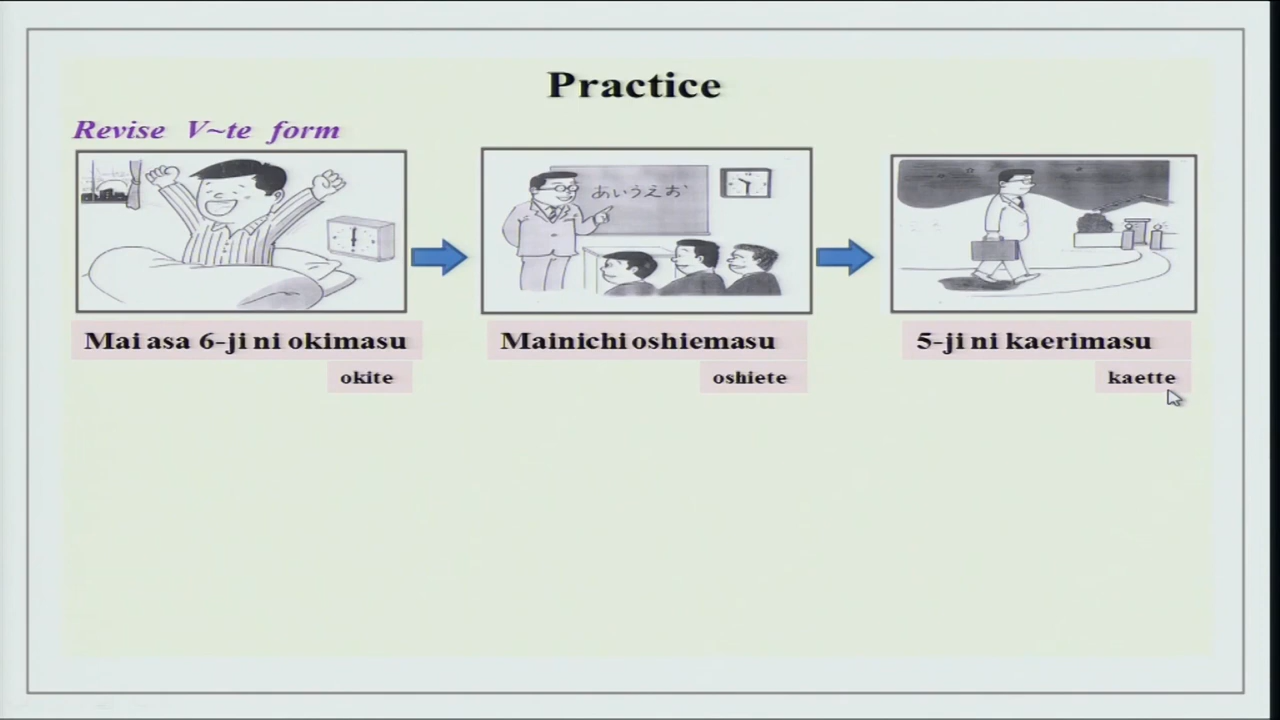 Practice
Revise V~te form
あいうえお
Mai asa 6-ji ni okimasu
Mainichi oshiemasu
5-ji ni kaerimasu
okite
oshiete
kaette